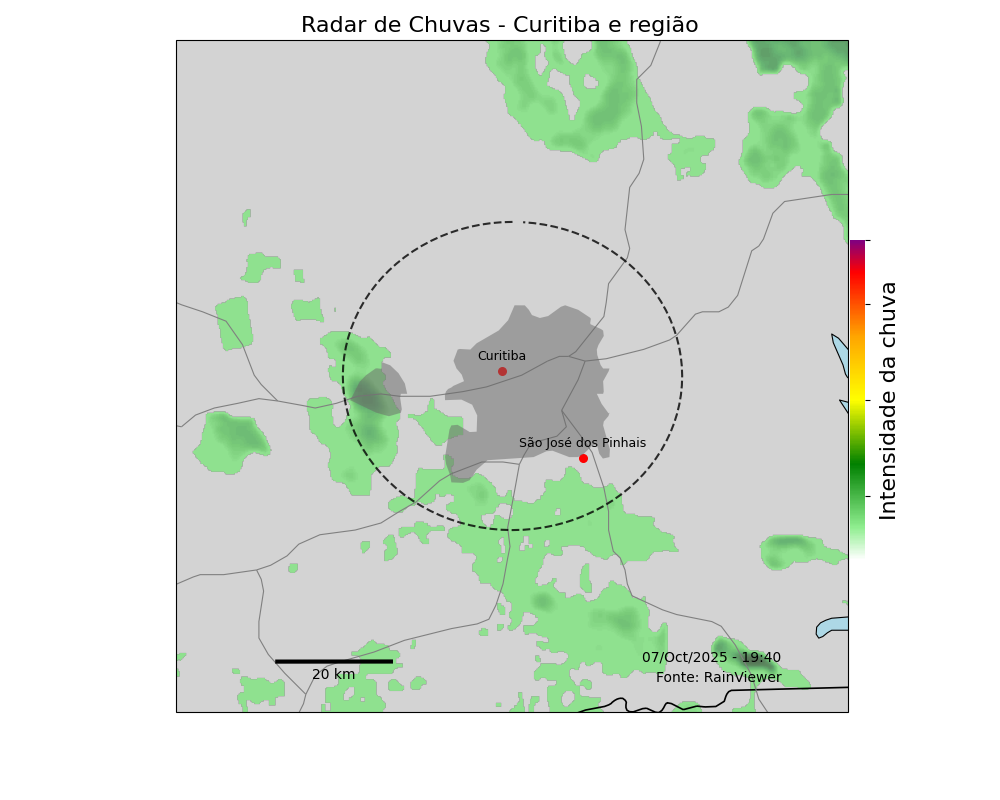 Radar de Chuvas - Curitiba e região
Curitiba
São José dos Pinhais
Intensidade da chuva
07/Oct/2025 - 19:40
Fonte: RainViewer
20 km